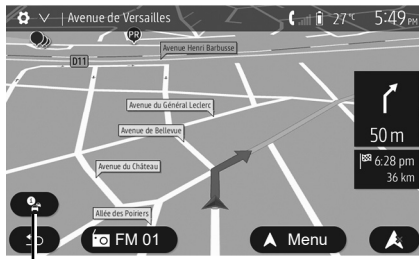 Avenue de Versailles
27 °C
5:49 PM
PR
Avenue Henri Barbusse
D11
Avenue du Général Leclerc
Avenue de Bellevue
50 m
Avenue du Château
6:28 pm
36 km
Allée des Poiriers
FM 01
Menu